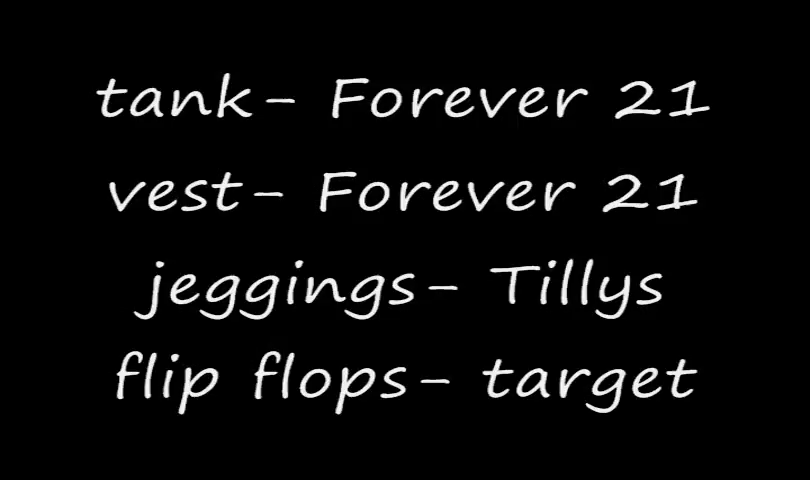 tank- Forever 21
vest- Forever 21
jeggings- Tillys
flip flops- target